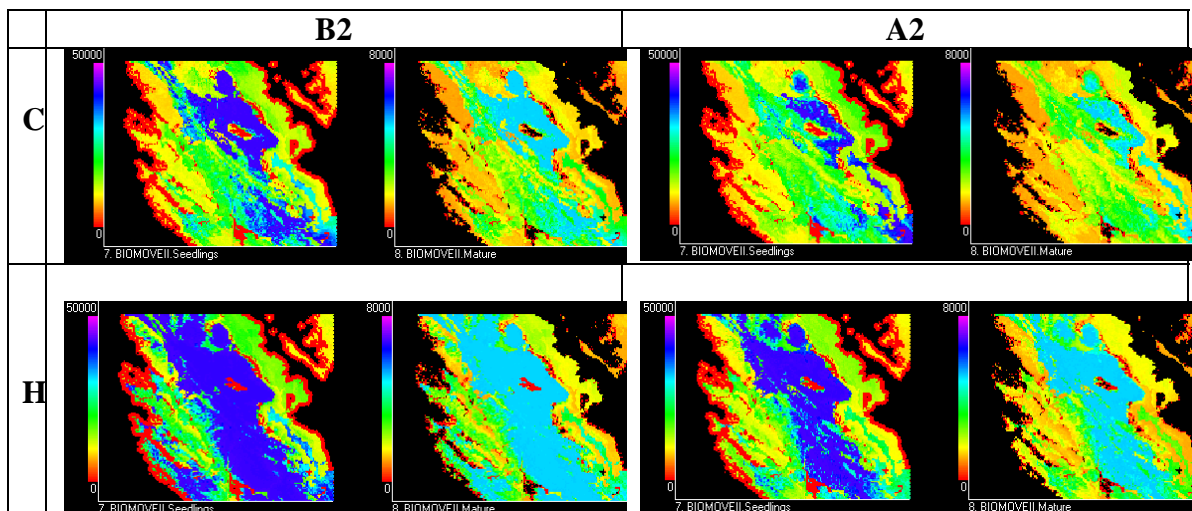 B2
A2
C
50000
0
7. BIOMOVEII.Seedlings
8000
0
8. BIOMOVEII.Mature
50000
0
7. BIOMOVEII.Seedlings
8000
0
8. BIOMOVEII.Mature
H
50000
0
7. BIOMOVEII.Seedlings
8000
0
8. BIOMOVEII.Mature
50000
0
7. BIOMOVEII.Seedlings
8000
0
8. BIOMOVEII.Mature